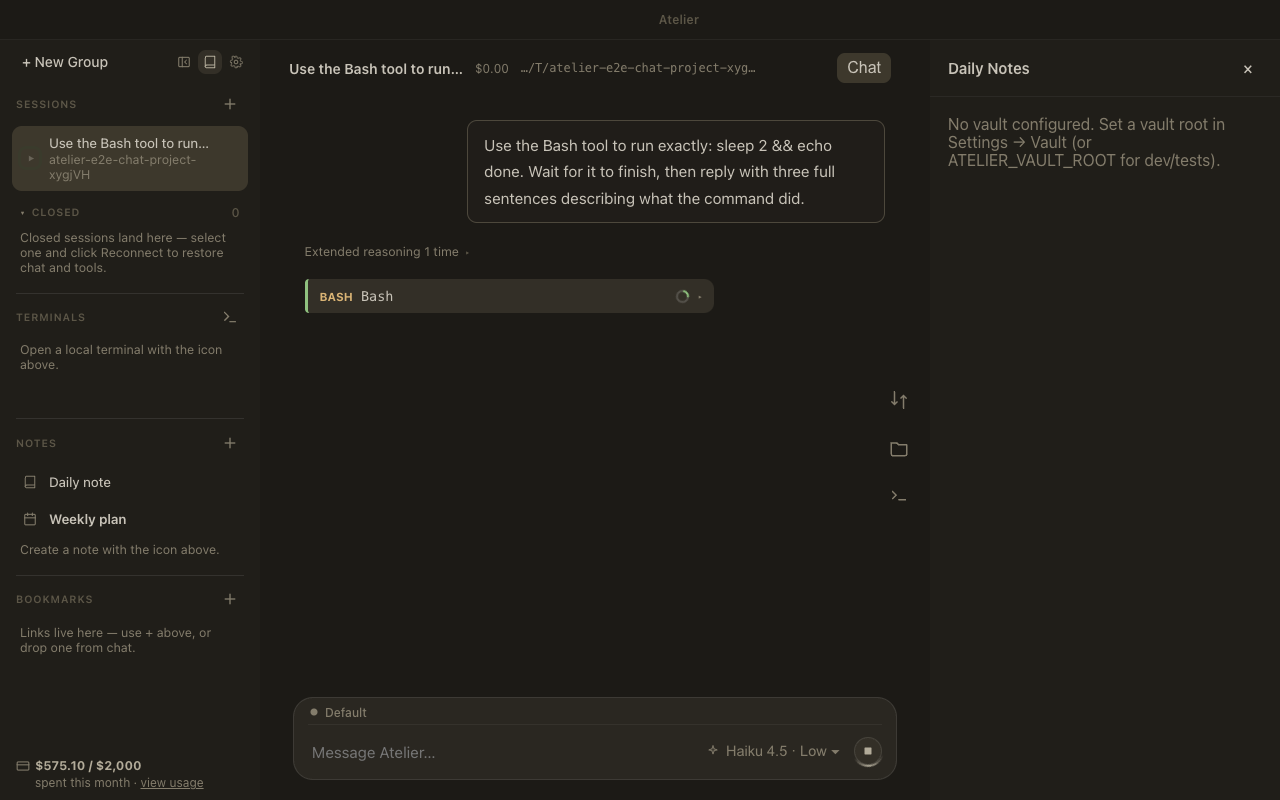 Atelier
+ New Group
SESSIONS
Use the Bash tool to run...
atelier-e2e-chat-project-
xygjVH
CLOSED
0
Closed sessions land here — select
one and click Reconnect to restore
chat and tools.
TERMINALS
Open a local terminal with the icon
above.
NOTES
Daily note
Weekly plan
Create a note with the icon above.
BOOKMARKS
Links live here — use + above, or
drop one from chat.
$575.10 / $2,000
spent this month · view usage
Use the Bash tool to run... $0.00 …/T/atelier-e2e-chat-project-xyg… Chat
Use the Bash tool to run exactly: sleep 2 && echo
done. Wait for it to finish, then reply with three full
sentences describing what the command did.
Extended reasoning 1 time
BASH Bash
Default
Message Atelier...
Haiku 4.5 · Low
Daily Notes
No vault configured. Set a vault root in
Settings → Vault (or
ATELIER_VAULT_ROOT for dev/tests).